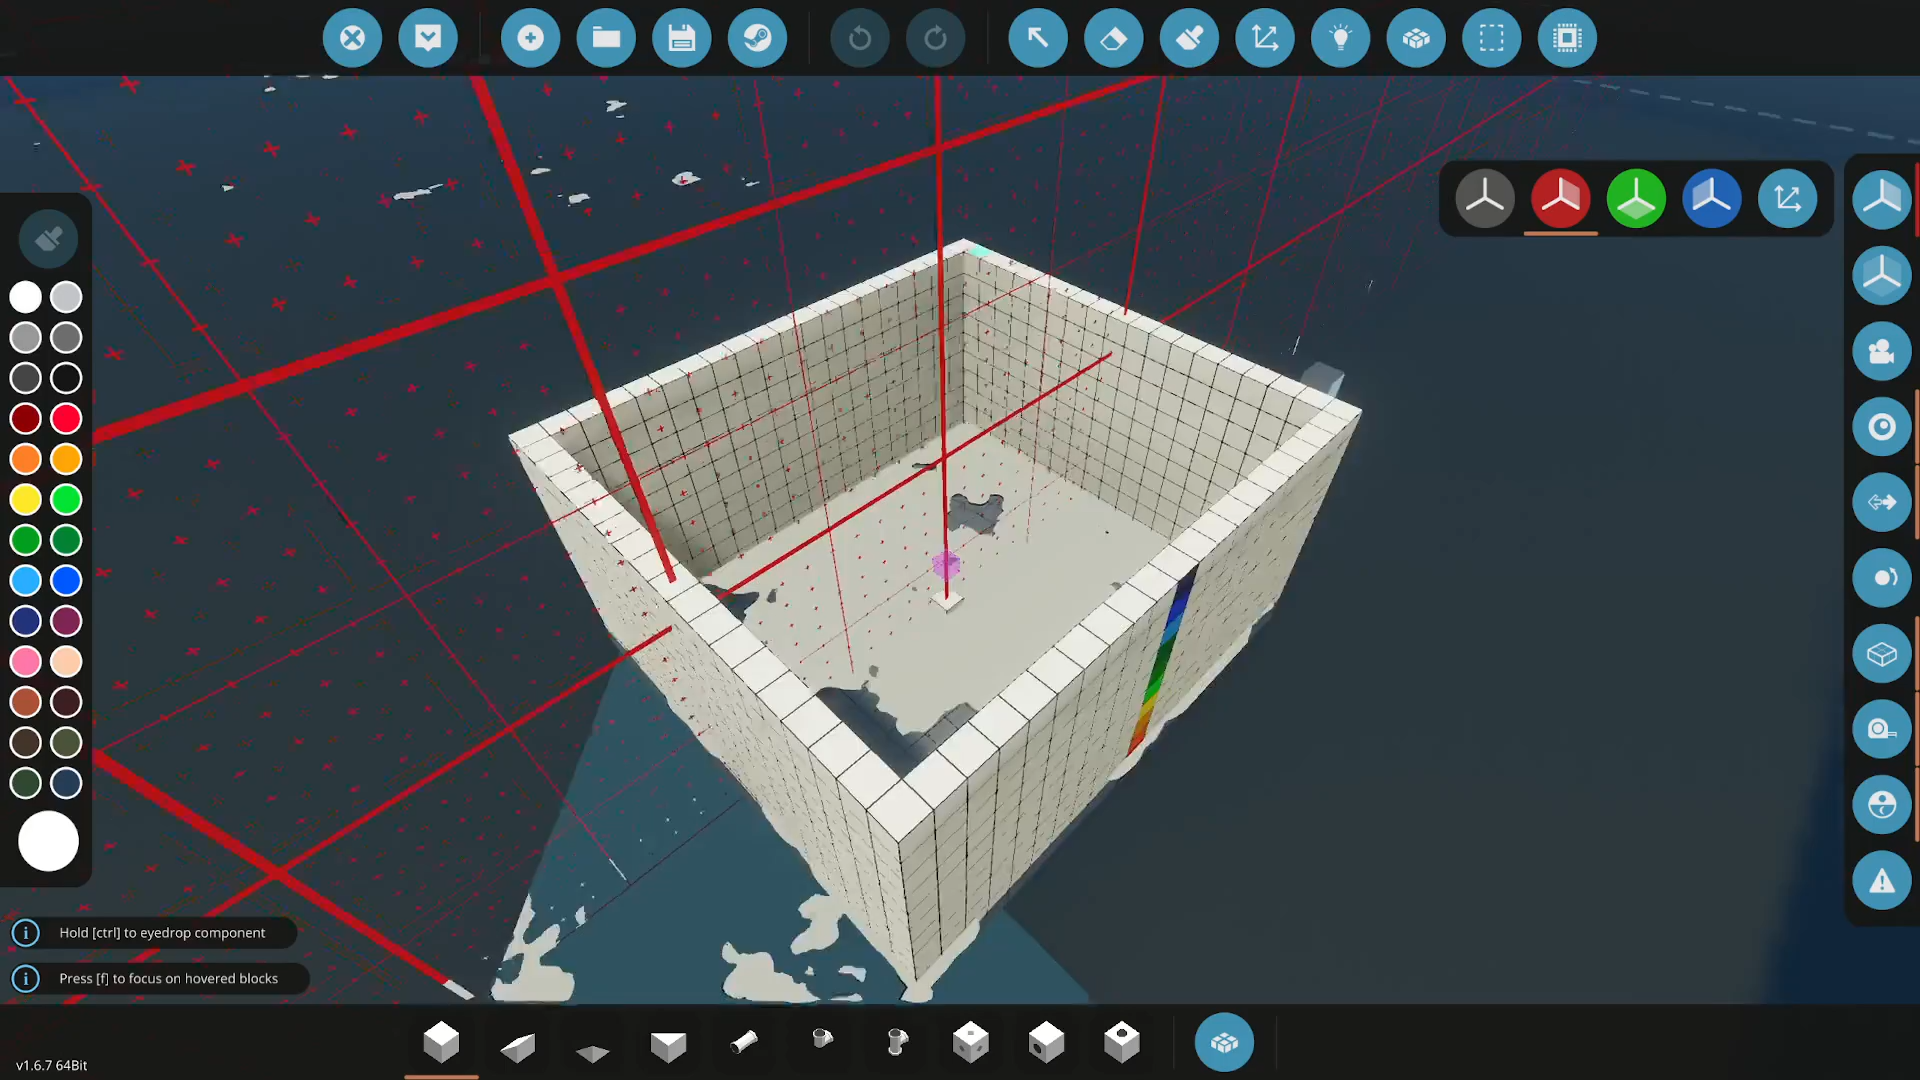 Hold [ctrl] to eyedrop component
Press [f] to focus on hovered blocks
v1.6.7 64Bit